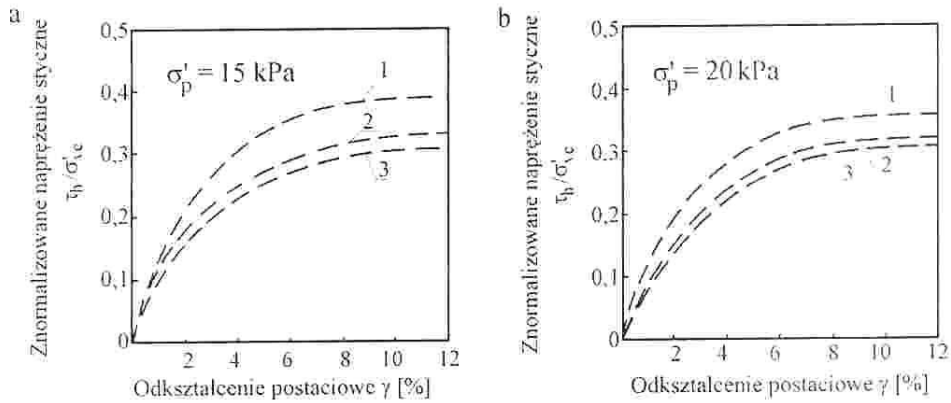 a
Znormalizowane naprężenie styczne
τh/σ'vc
0,5
0,4
0,3
0,2
0,1
0
σ'p = 15 kPa
1
2
3
2 4 6 8 10 12
Odkształcenie postaciowe γ [%]
b
Znormalizowane naprężenie styczne
τh/σ'vc
0,5
0,4
0,3
0,2
0,1
0
σ'p = 20 kPa
1
3 2
2 4 6 8 10 12
Odkształcenie postaciowe γ [%]